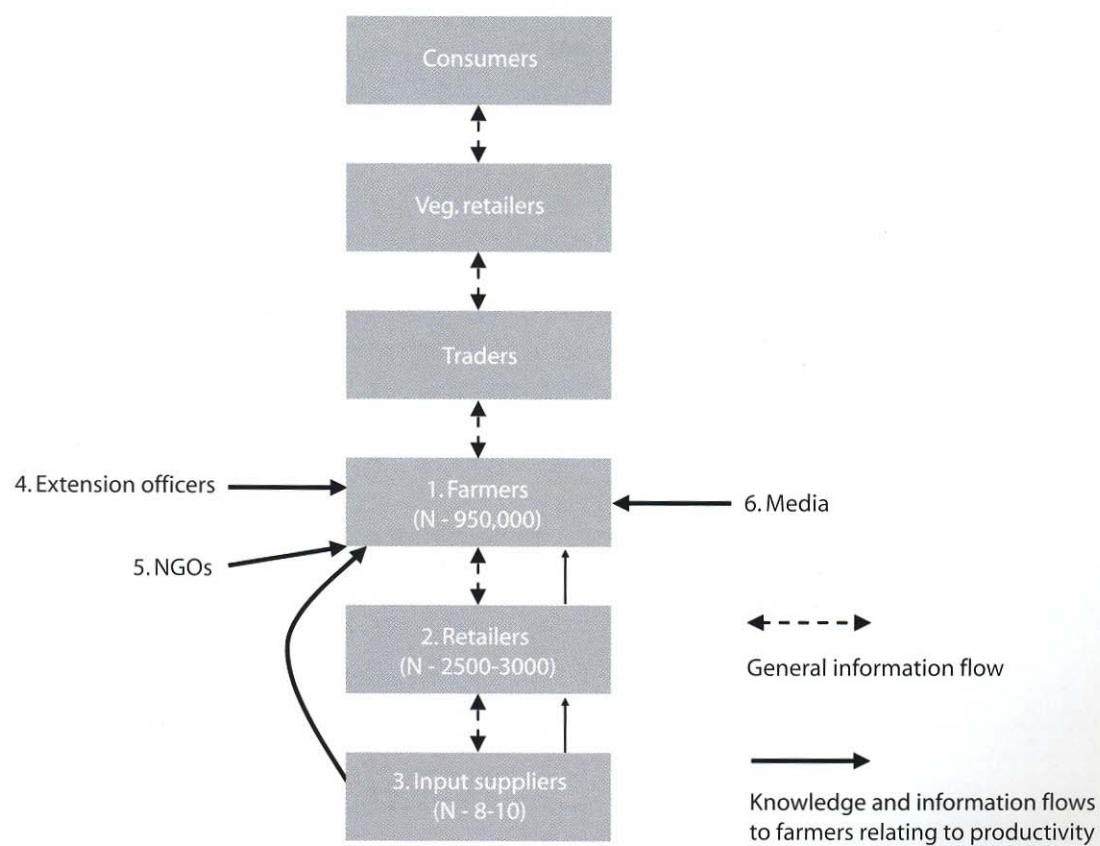 Consumers
Veg. retailers
Traders
4. Extension officers
1. Farmers
(N - 950,000)
6. Media
5. NGOs
2. Retailers
(N - 2500-3000)
General information flow
3. Input suppliers
(N - 8-10)
Knowledge and information flows
to farmers relating to productivity